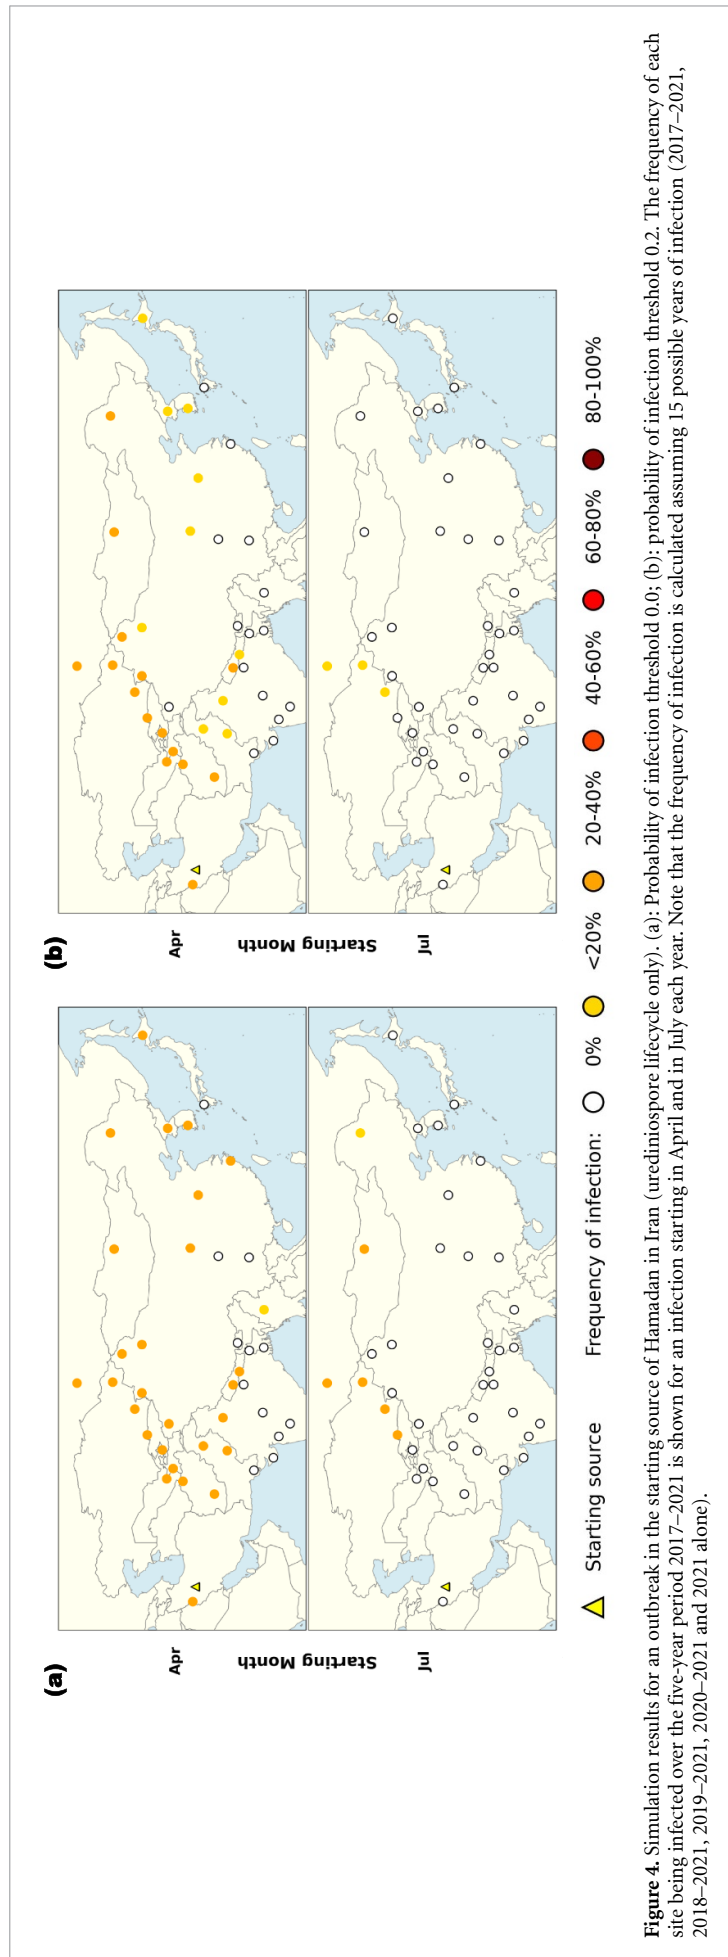 (a)
(b)
Apr
Jul
Starting Month
Apr
Jul
Starting Month
Starting source
Frequency of infection:
0%
<20%
20-40%
40-60%
60-80%
80-100%
Figure 4. Simulation results for an outbreak in the starting source of Hamadan in Iran (urediniospore lifecycle only). (a): Probability of infection threshold 0.0; (b): probability of infection threshold 0.2. The frequency of each
site being infected over the five-year period 2017–2021 is shown for an infection starting in April and in July each year. Note that the frequency of infection is calculated assuming 15 possible years of infection (2017–2021,
2018–2021, 2019–2021, 2020–2021 and 2021 alone).